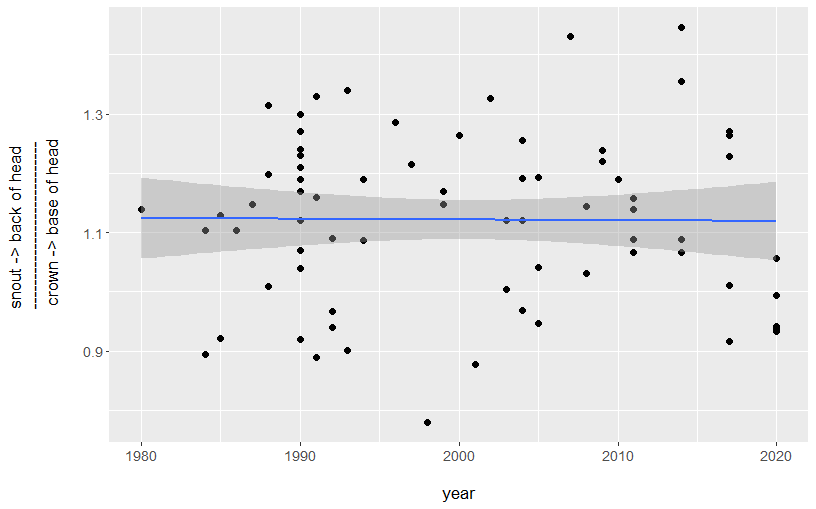 snout -> back of head
--------------------------
crown -> base of head
1.3
1.1
0.9
1980 1990 2000 2010 2020
year